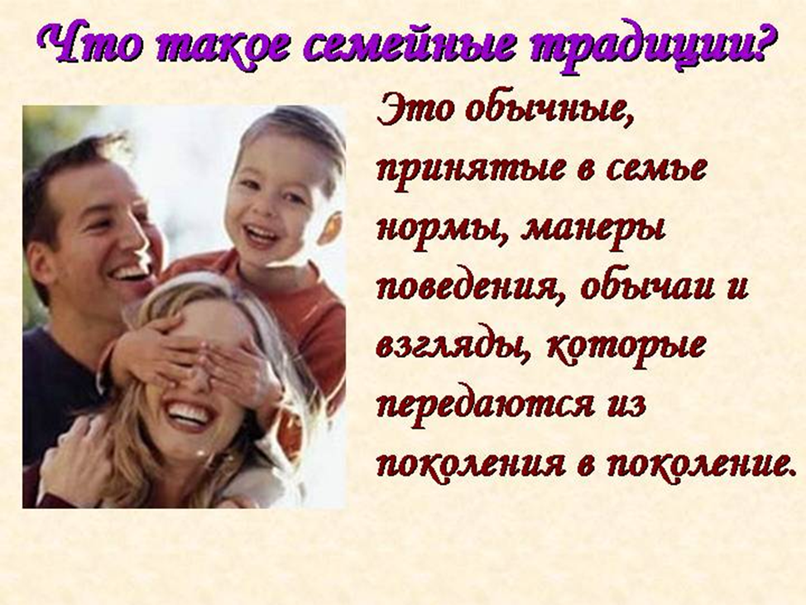 Что такое семейные традиции?
Это обычные,
принятые в семье
нормы, манеры
поведения, обычаи и
взгляды, которые
передаются из
поколения в поколение.